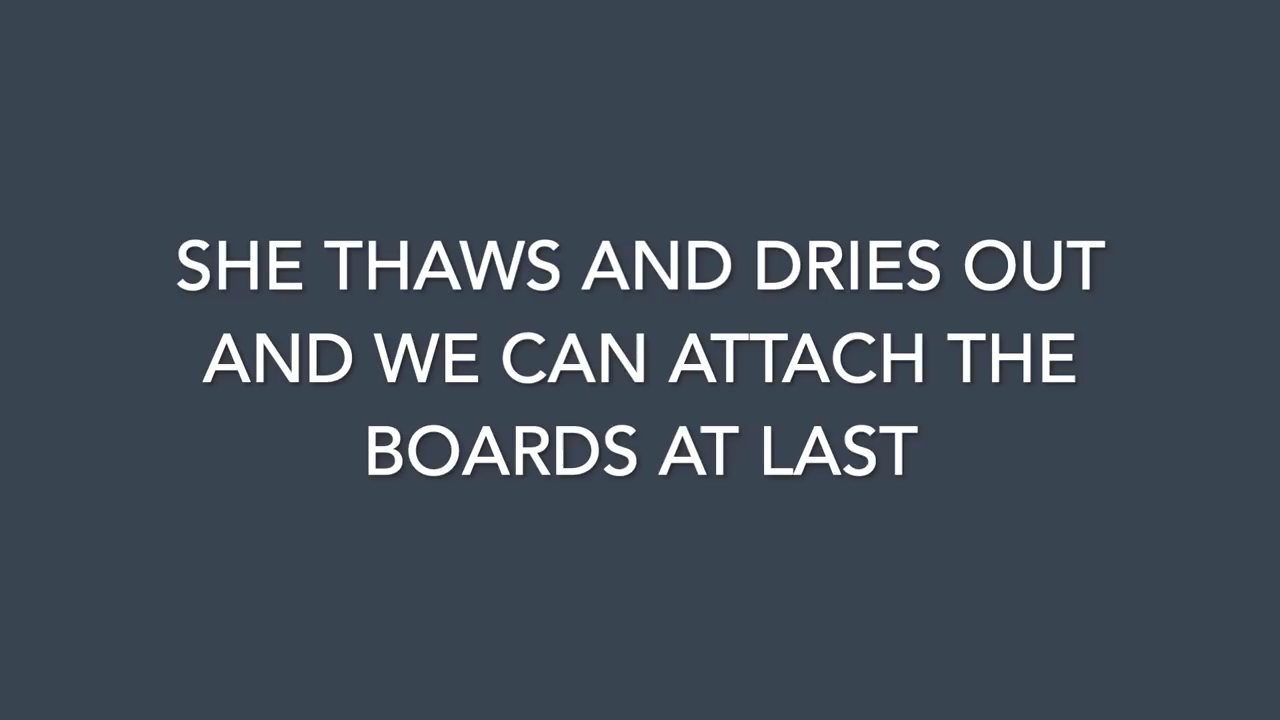 SHE THAWS AND DRIES OUT
AND WE CAN ATTACH THE
BOARDS AT LAST